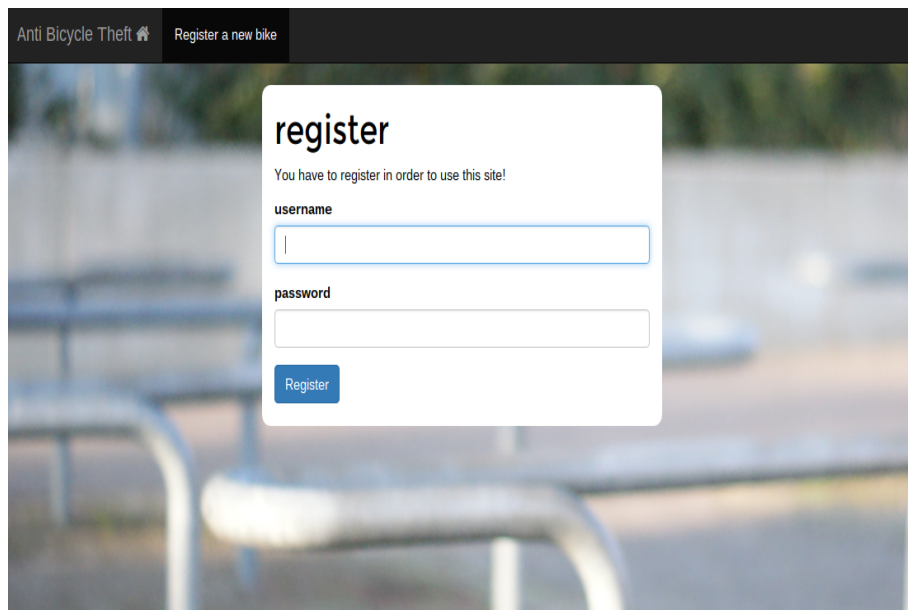 Anti Bicycle Theft
Register a new bike
register
You have to register in order to use this site!
username
password
Register